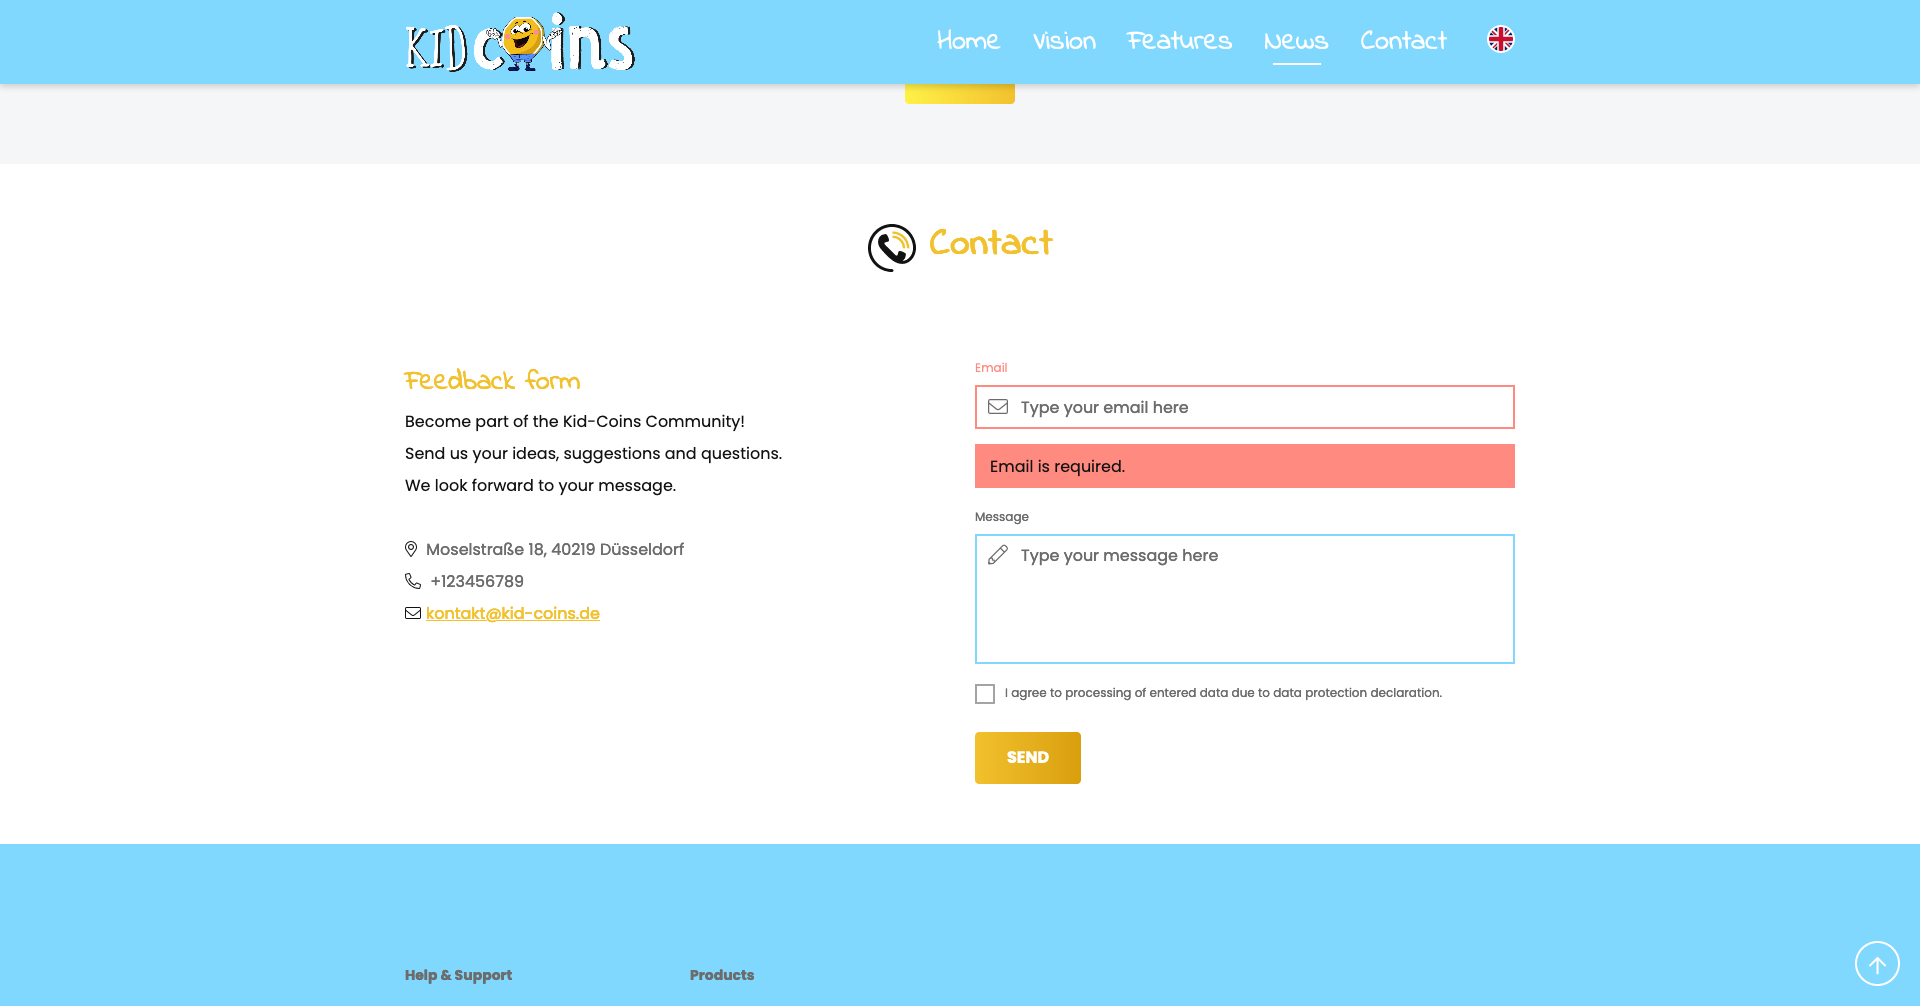 KID coins
Home Vision Features News Contact
Contact
Feedback form
Become part of the Kid-Coins Community!
Send us your ideas, suggestions and questions.
We look forward to your message.
Moselstraße 18, 40219 Düsseldorf
+123456789
kontakt@kid-coins.de
Email
Type your email here
Email is required.
Message
Type your message here
I agree to processing of entered data due to data protection declaration.
SEND
Help & Support
Products